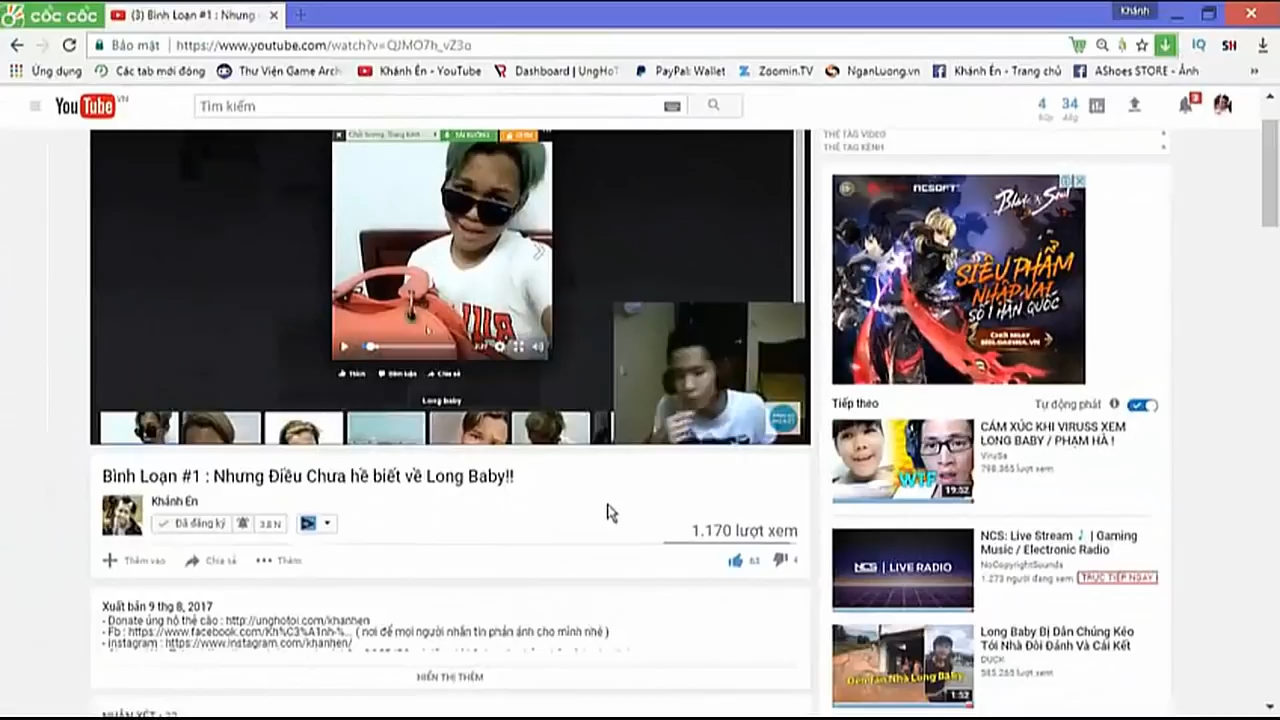 Khánh
CỐC CỐC
(3) Bình Loạn #1 : Nhưng
Bảo mật
https://www.youtube.com/watch?v=QJMO7h_vZ3o
IQ
SH
Ứng dụng
Các tab mới đóng
Thư Viện Game Arch
Khánh Én - YouTube
Dashboard | UngHoT
PayPal: Wallet
Zoomin.TV
NganLuong.vn
Khánh Én - Trang chủ
AShoes STORE - Ảnh
YouTube VN
Tìm kiếm
4
34
3
THẺ TAG VIDEO
THẺ TAG KÊNH
NCSOFT
Blade & Soul
SIÊU PHẨM
NHẬP VAI
SỐ 1 HÀN QUỐC
Long baby
Tiếp theo
Tự động phát
CẢM XÚC KHI VIRUSS XEM
LONG BABY / PHẠM HÀ !
ViruSs
798.365 lượt xem
WTF
19:52
Bình Loạn #1 : Nhưng Điều Chưa hề biết về Long Baby!!
Khánh Én
Đã đăng ký
3.8 N
1.170 lượt xem
Thêm vào
Chia sẻ
Thêm
4
NCS: Live Stream ♪ | Gaming
Music / Electronic Radio
NoCopyrightSounds
1.273 người đang xem
TRỰC TIẾP NGAY
NCS | LIVE RADIO
Xuất bản 9 thg 8, 2017
- Donate ủng hộ thẻ cào : http://unghotoi.com/khanhen
- Fb : https://www.facebook.com/Kh%C3%A1nh-%... ( nơi để mọi người nhắn tin phản ánh cho mình nhé )
- instagram : https://www.instagram.com/khanhen/
HIỂN THỊ THÊM
Long Baby Bị Dân Chúng Kéo
Tới Nhà Đòi Đánh Và Cái Kết
DUCK
585.265 lượt xem
Đến Tận Nhà Long Baby
1:52